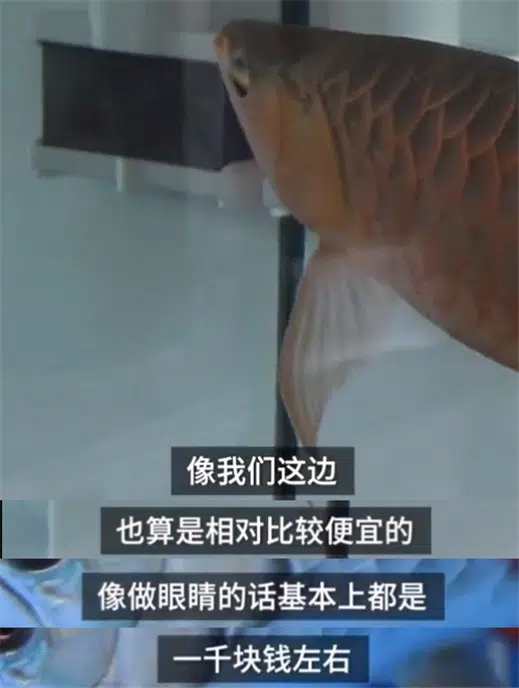 像我们这边
也算是相对比较便宜的
像做眼睛的话基本上都是
一千块钱左右